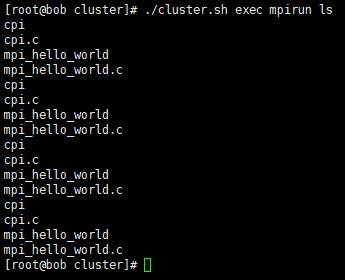 [root@bob cluster]# ./cluster.sh exec mpirun ls
cpi
cpi.c
mpi_hello_world
mpi_hello_world.c
cpi
cpi.c
mpi_hello_world
mpi_hello_world.c
cpi
cpi.c
mpi_hello_world
mpi_hello_world.c
cpi
cpi.c
mpi_hello_world
mpi_hello_world.c
[root@bob cluster]#